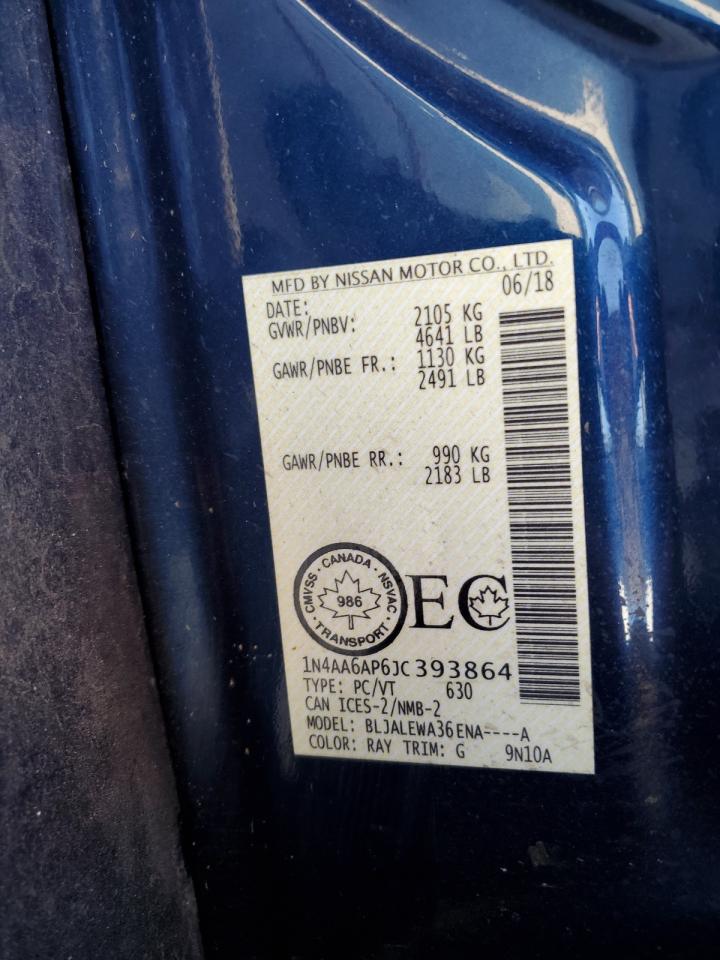 MFD BY NISSAN MOTOR CO., LTD.
DATE: 06/18
GVWR/PNBV: 2105 KG
4641 LB
GAWR/PNBE FR.: 1130 KG
2491 LB
GAWR/PNBE RR.: 990 KG
2183 LB
CMVSS · CANADA · NSVAC · TRANSPORT ·
986
EC
1N4AA6AP6JC393864
TYPE: PC/VT 630
CAN ICES-2/NMB-2
MODEL: BLJALEWA36ENA----A
COLOR: RAY TRIM: G 9N10A